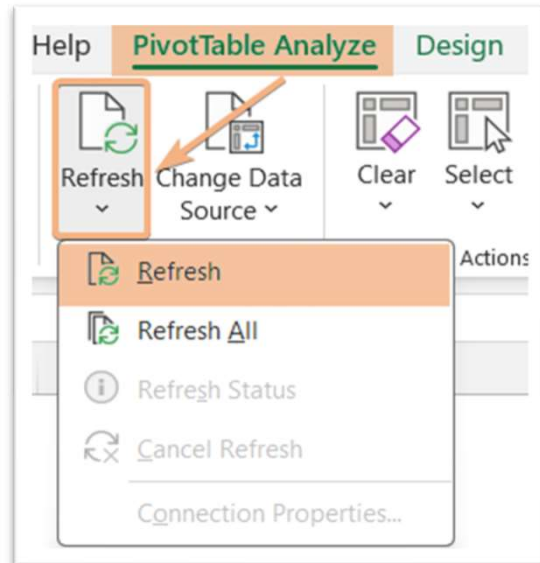 Help PivotTable Analyze Design
Refresh Change Data Clear Select
Source
Actions
Refresh
Refresh All
Refresh Status
Cancel Refresh
Connection Properties...